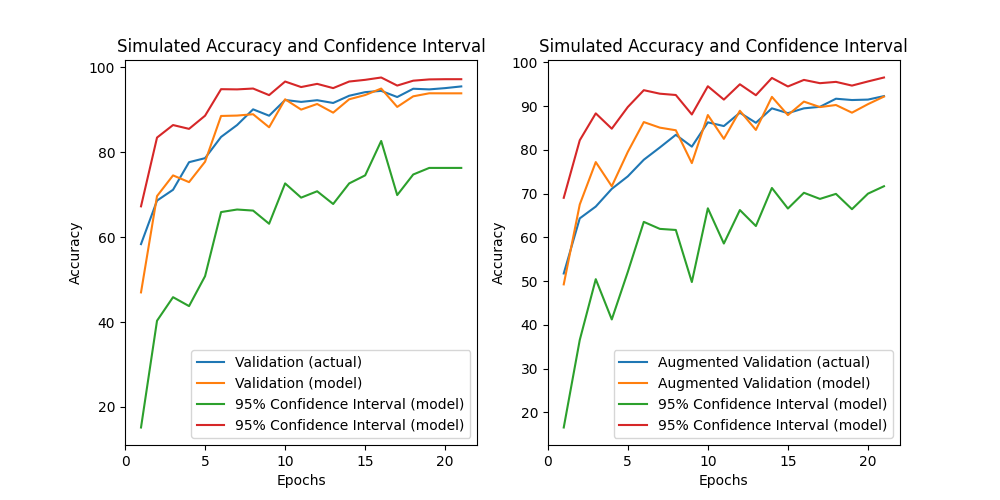 Simulated Accuracy and Confidence Interval
100
80
60
40
20
Accuracy
0
5
10
15
20
Epochs
Validation (actual)
Validation (model)
95% Confidence Interval (model)
95% Confidence Interval (model)
Simulated Accuracy and Confidence Interval
100
90
80
70
60
50
40
30
20
Accuracy
0
5
10
15
20
Epochs
Augmented Validation (actual)
Augmented Validation (model)
95% Confidence Interval (model)
95% Confidence Interval (model)